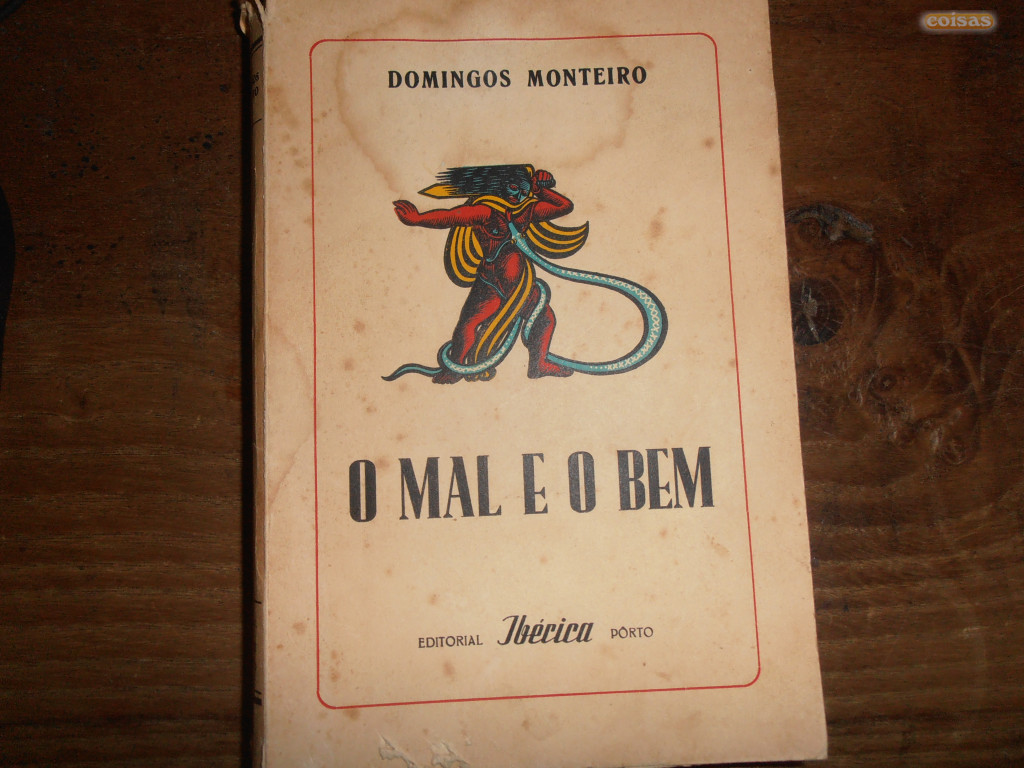 coisas
DOMINGOS MONTEIRO
O MAL E O BEM
EDITORIAL Ibérica PÔRTO